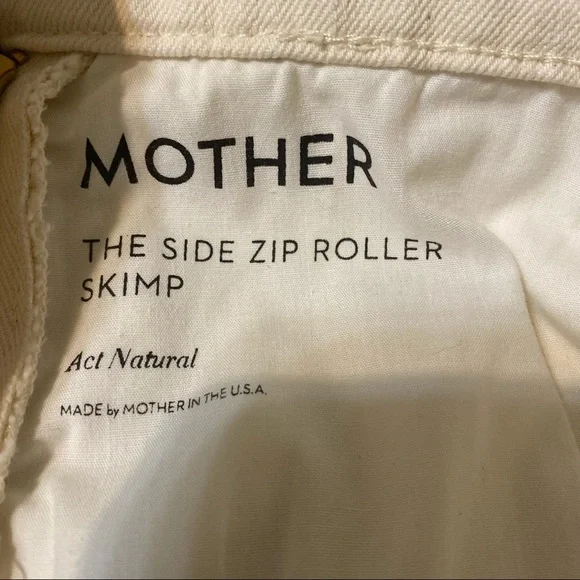 MOTHER
THE SIDE ZIP ROLLER
SKIMP
Act Natural
MADE by MOTHER IN THE U.S.A.